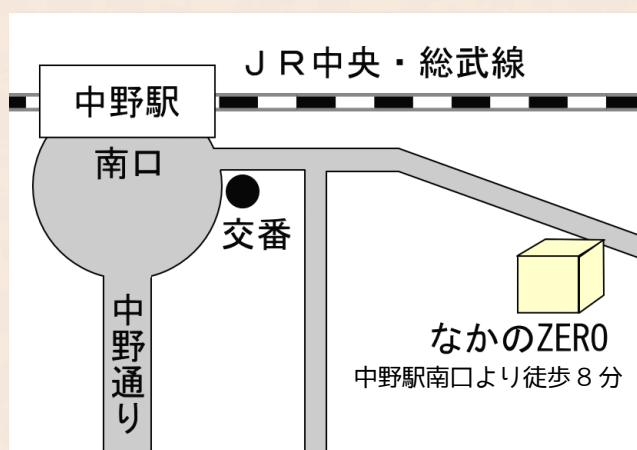 JR中央・総武線
中野駅
南口
交番
中野通り
なかのZERO
中野駅南口より徒歩8分